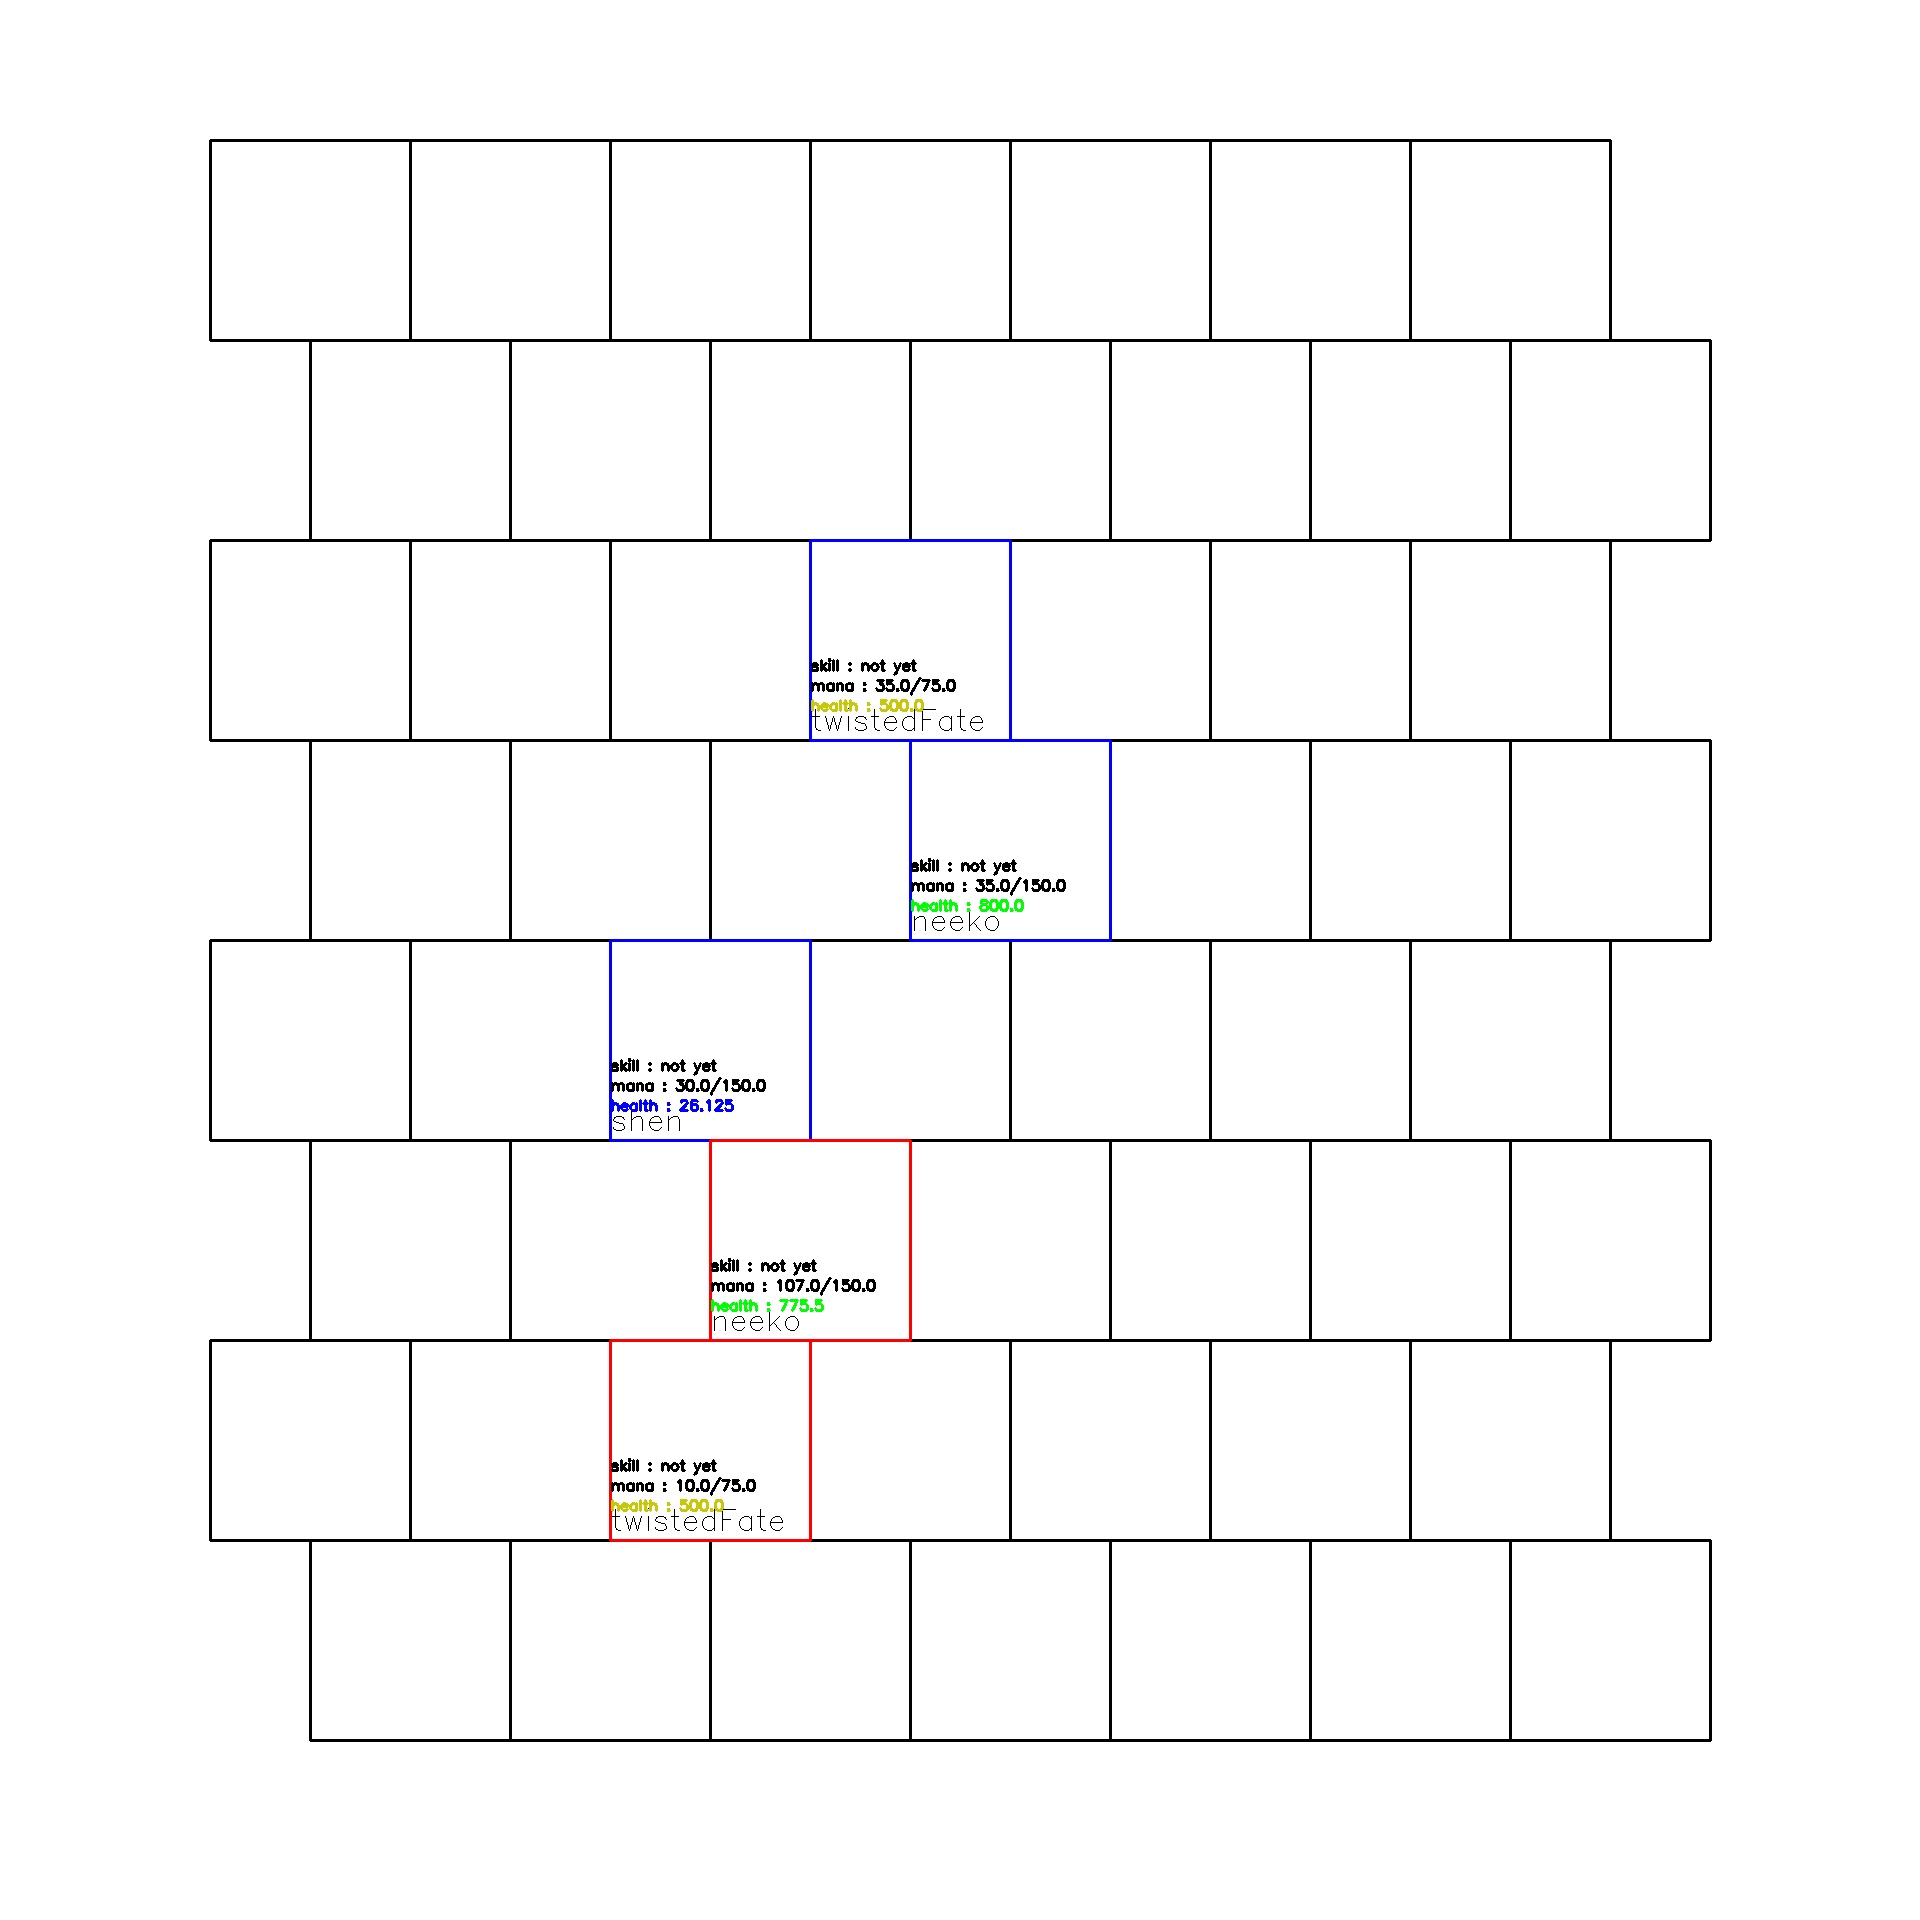 skill : not yet
mana : 35.0/75.0
health : 500.0
twistedFate
skill : not yet
mana : 35.0/150.0
health : 800.0
neeko
skill : not yet
mana : 30.0/150.0
health : 26.125
shen
skill : not yet
mana : 107.0/150.0
health : 775.5
neeko
skill : not yet
mana : 10.0/75.0
health : 500.0
twistedFate